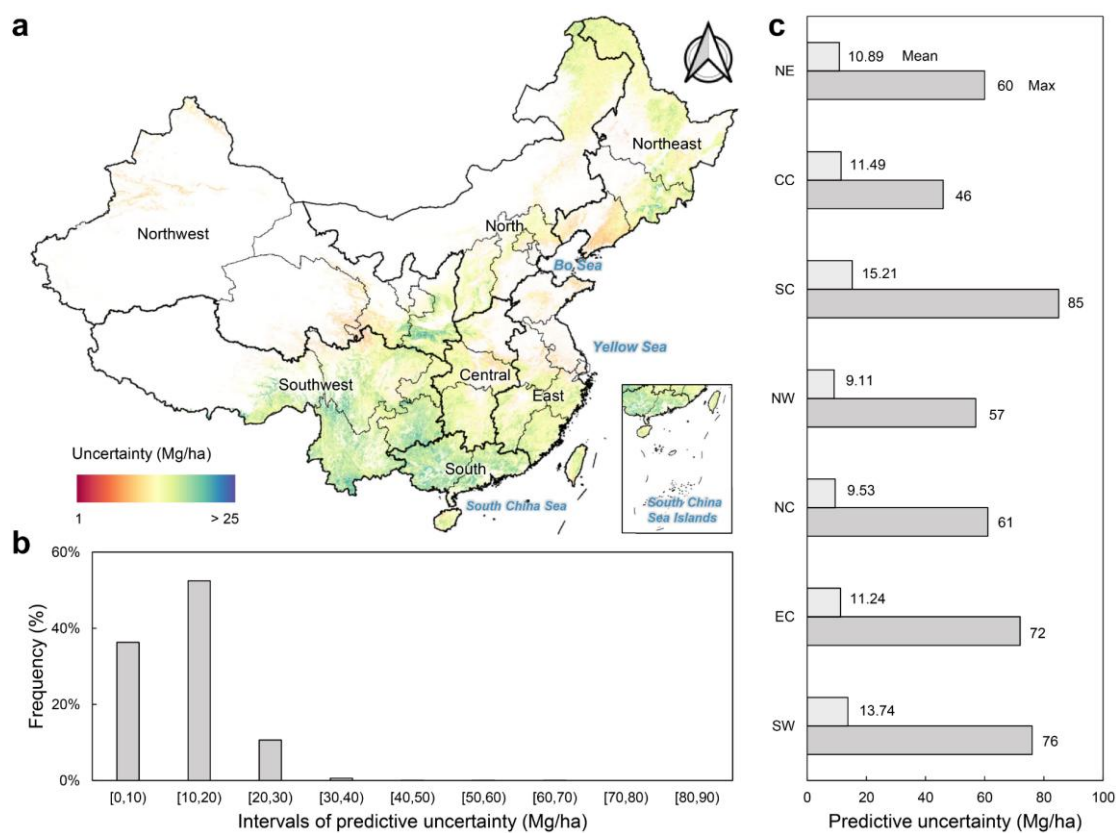 a
Northeast
North
Northwest
Bo Sea
Yellow Sea
Central
Southwest
East
South
South China Sea
South China
Sea Islands
Uncertainty (Mg/ha)
1
> 25
b
60%
40%
20%
0%
Frequency (%)
[0,10)
[10,20)
[20,30)
[30,40)
[40,50)
[50,60)
[60,70)
[70,80)
[80,90)
Intervals of predictive uncertainty (Mg/ha)
c
NE
10.89 Mean
60 Max
CC
11.49
46
SC
15.21
85
NW
9.11
57
NC
9.53
61
EC
11.24
72
SW
13.74
76
0 20 40 60 80 100
Predictive uncertainty (Mg/ha)